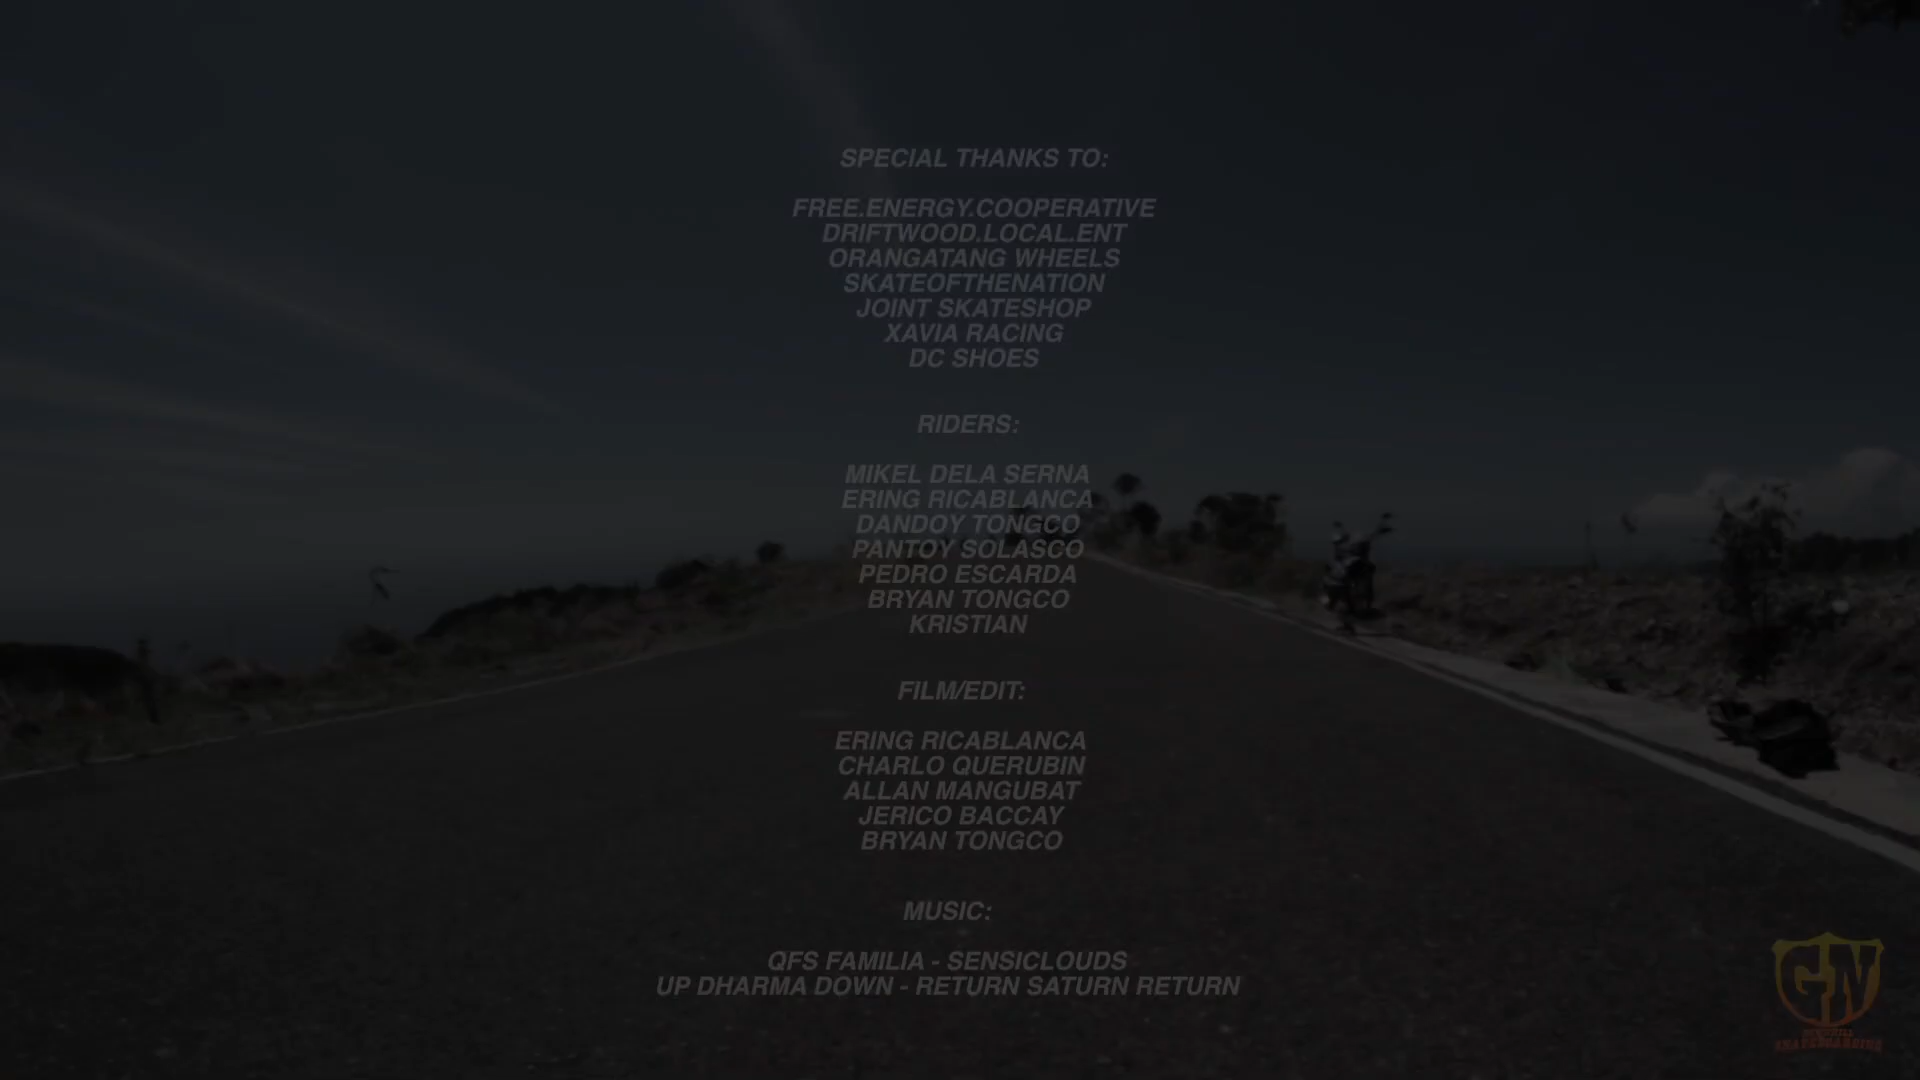 SPECIAL THANKS TO:
FREE.ENERGY.COOPERATIVE
DRIFTWOOD.LOCAL.ENT
ORANGATANG WHEELS
SKATEOFTHENATION
JOINT SKATESHOP
XAVIA RACING
DC SHOES
RIDERS:
MIKEL DELA SERNA
ERING RICABLANCA
DANDOY TONGCO
PANTOY SOLASCO
PEDRO ESCARDA
BRYAN TONGCO
KRISTIAN
FILM/EDIT:
ERING RICABLANCA
CHARLO QUERUBIN
ALLAN MANGUBAT
JERICO BACCAY
BRYAN TONGCO
MUSIC:
QFS FAMILIA - SENSICLOUDS
UP DHARMA DOWN - RETURN SATURN RETURN
GN
SKATEBOARDING